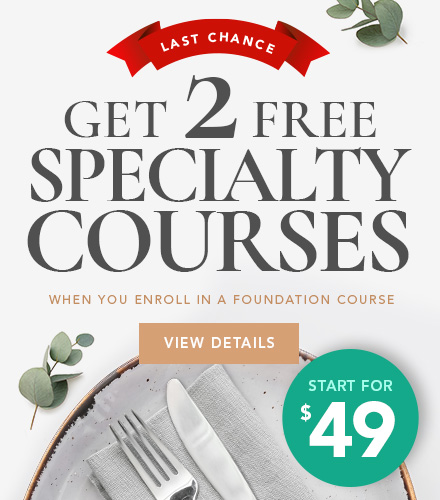 LAST CHANCE
GET 2 FREE
SPECIALTY
COURSES
WHEN YOU ENROLL IN A FOUNDATION COURSE
VIEW DETAILS
START FOR
$49